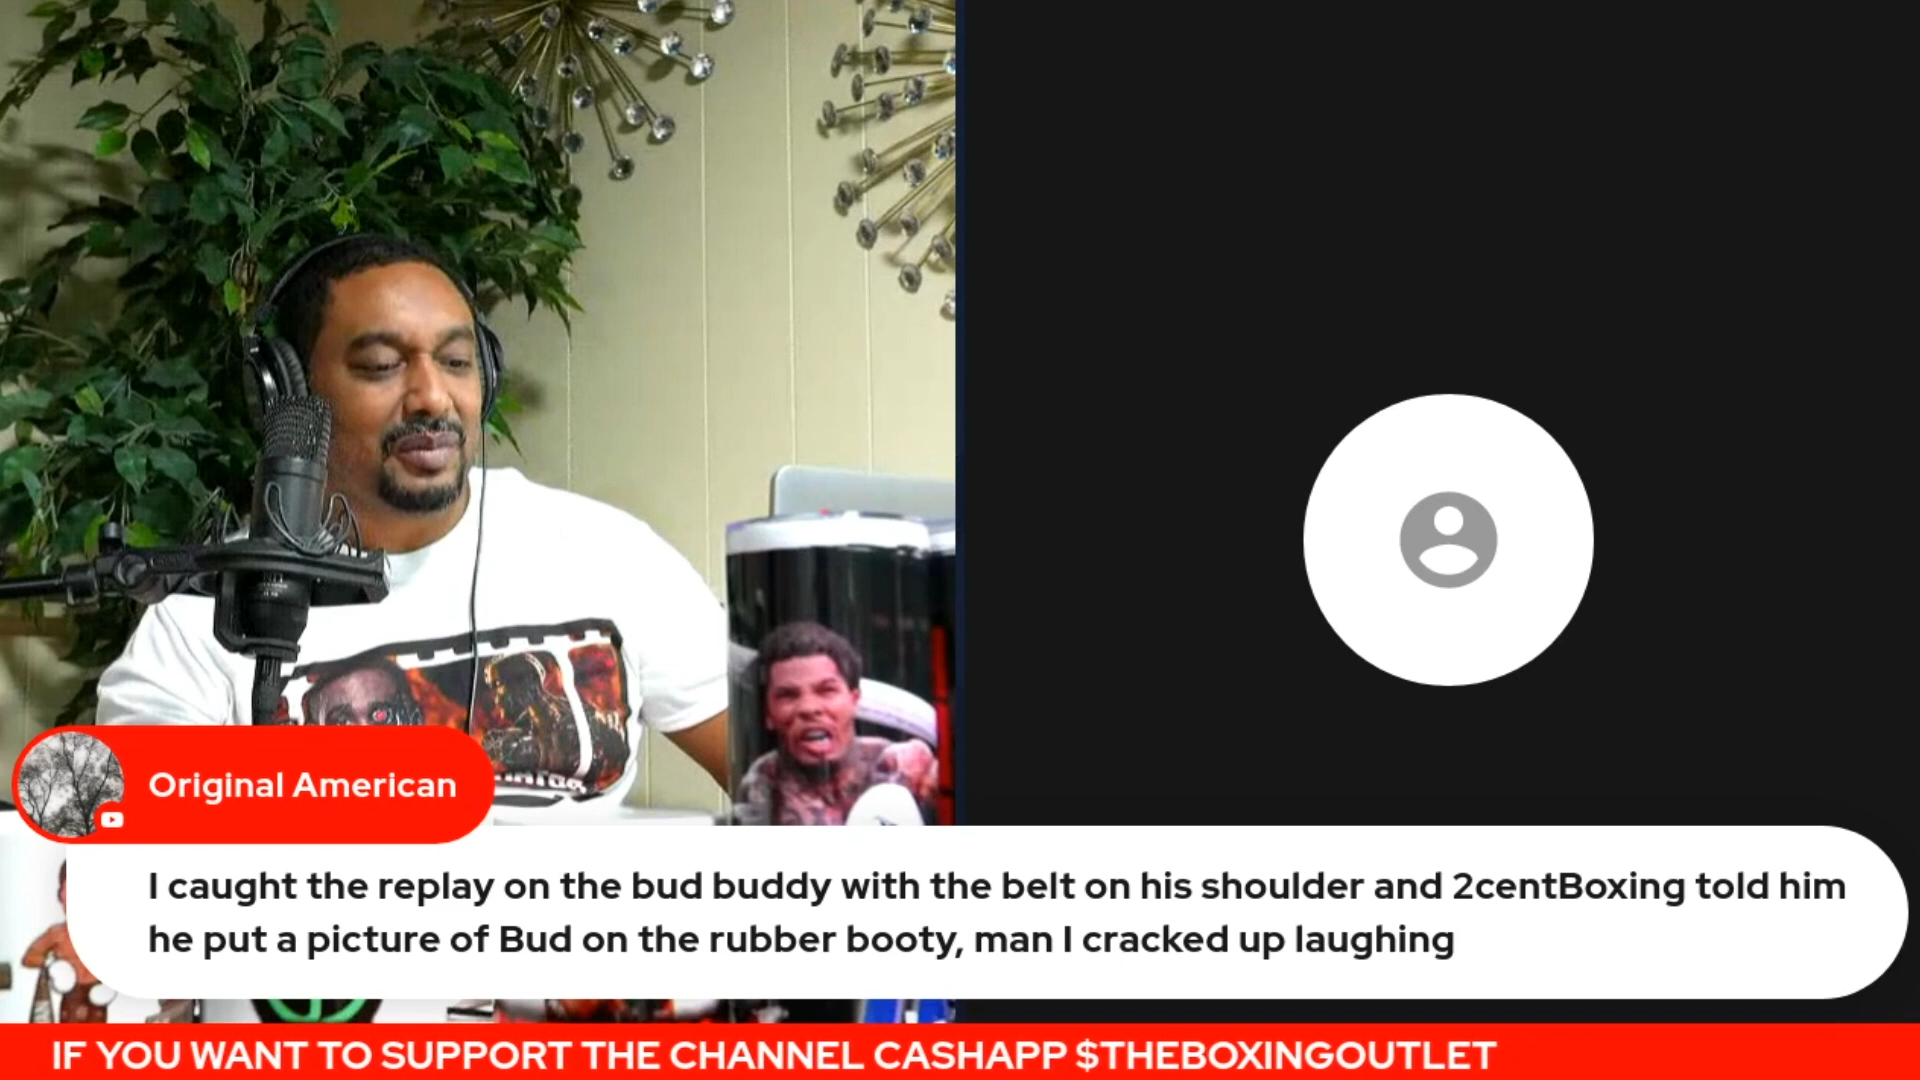 Original American
I caught the replay on the bud buddy with the belt on his shoulder and 2centBoxing told him
he put a picture of Bud on the rubber booty, man I cracked up laughing
IF YOU WANT TO SUPPORT THE CHANNEL CASHAPP $THEBOXINGOUTLET